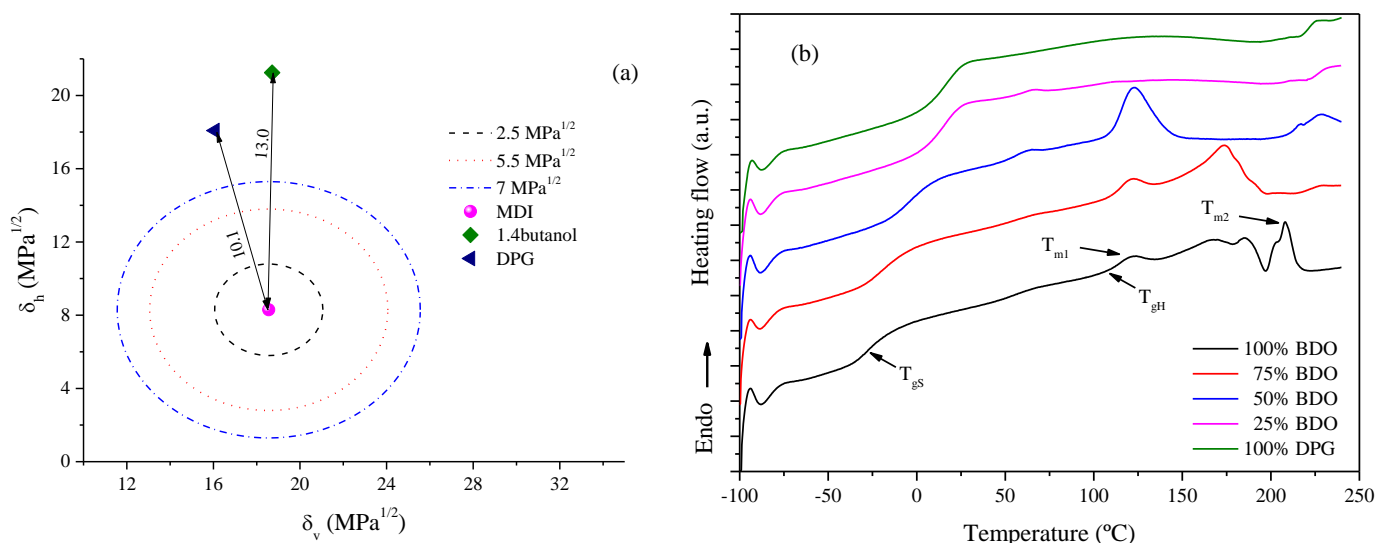 (a)
20
16
12
8
4
0
12 16 20 24 28 32
δh (MPa1/2)
δv (MPa1/2)
13.0
10.1
2.5 MPa1/2
5.5 MPa1/2
7 MPa1/2
MDI
1.4butanol
DPG
(b)
Heating flow (a.u.)
Endo
Tm2
Tm1
TgH
TgS
100% BDO
75% BDO
50% BDO
25% BDO
100% DPG
-100 -50 0 50 100 150 200 250
Temperature (ºC)